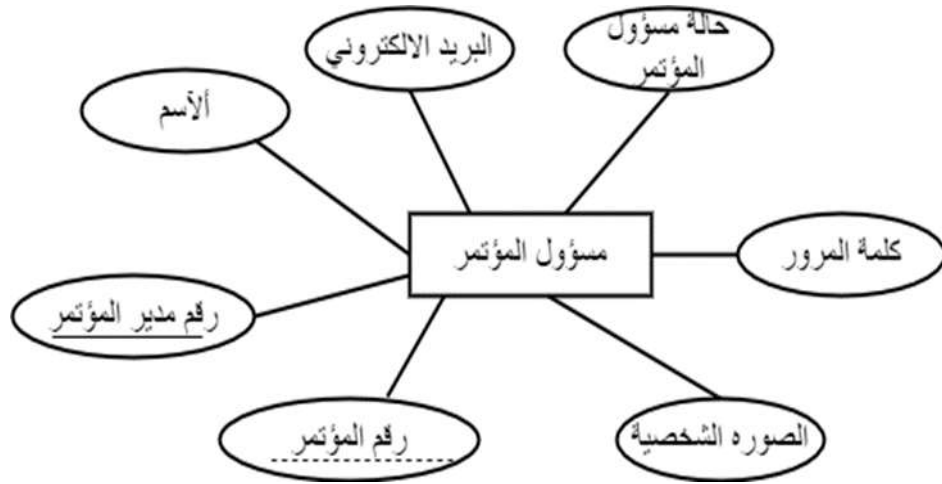 البريد الالكتروني
حالة مسؤول
المؤتمر
ألآسم
مسؤول المؤتمر
كلمة المرور
رقم مدير المؤتمر
رقم المؤتمر
الصوره الشخصية